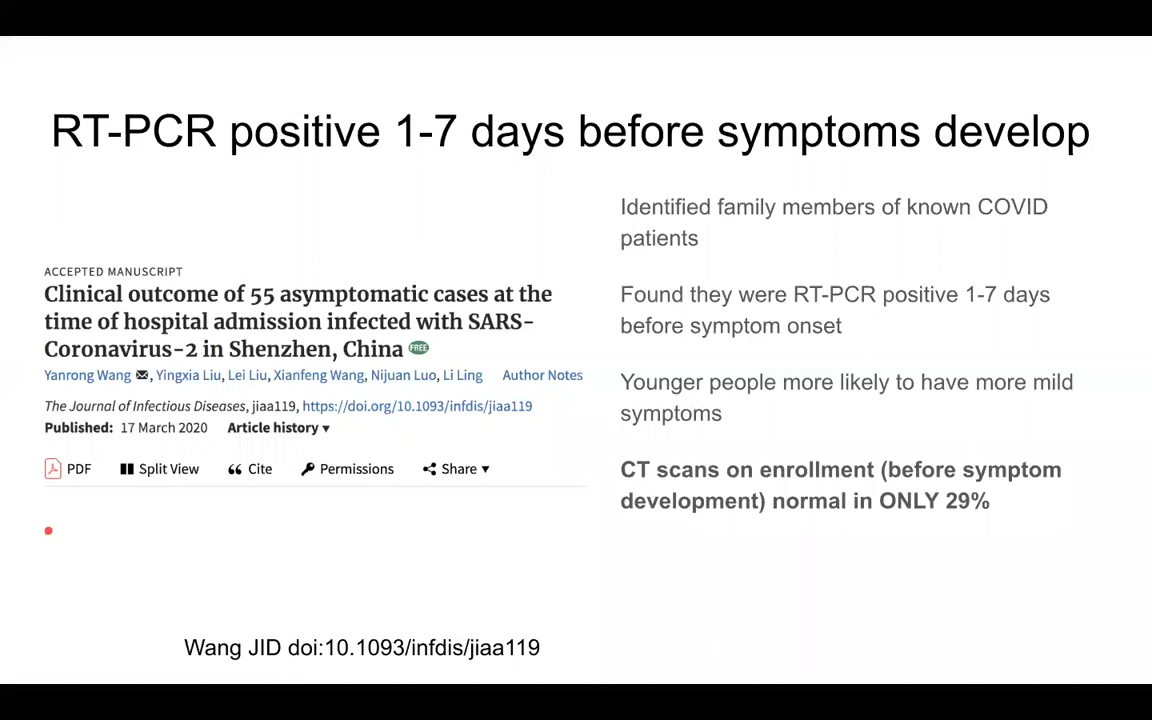 RT-PCR positive 1-7 days before symptoms develop
ACCEPTED MANUSCRIPT
Clinical outcome of 55 asymptomatic cases at the
time of hospital admission infected with SARS-
Coronavirus-2 in Shenzhen, China FREE
Yanrong Wang, Yingxia Liu, Lei Liu, Xianfeng Wang, Nijuan Luo, Li Ling Author Notes
The Journal of Infectious Diseases, jiaa119, https://doi.org/10.1093/infdis/jiaa119
Published: 17 March 2020 Article history ▾
PDF Split View Cite Permissions Share ▾
Wang JID doi:10.1093/infdis/jiaa119
Identified family members of known COVID
patients
Found they were RT-PCR positive 1-7 days
before symptom onset
Younger people more likely to have more mild
symptoms
CT scans on enrollment (before symptom
development) normal in ONLY 29%